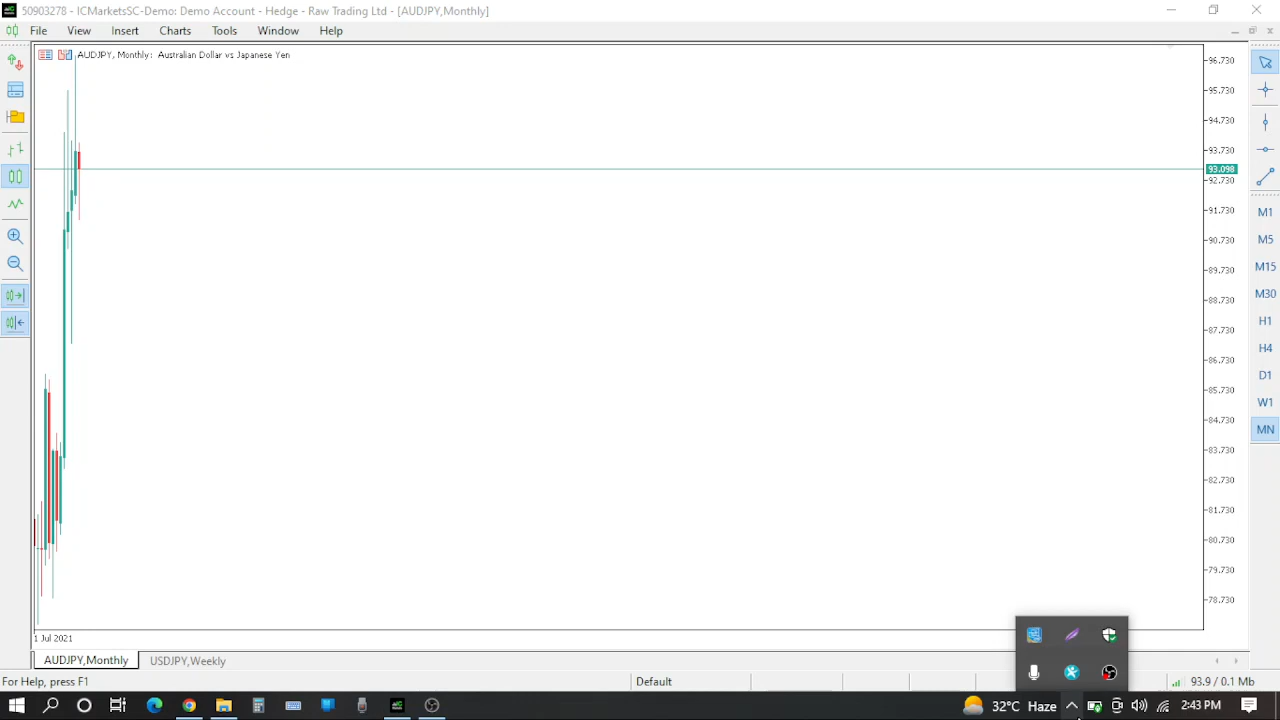 50903278 - ICMarketsSC-Demo: Demo Account - Hedge - Raw Trading Ltd - [AUDJPY,Monthly]
File View Insert Charts Tools Window Help
AUDJPY, Monthly: Australian Dollar vs Japanese Yen
96.730
95.730
94.730
93.730
93.098
92.730
91.730
90.730
89.730
88.730
87.730
86.730
85.730
84.730
83.730
82.730
81.730
80.730
79.730
78.730
M1
M5
M15
M30
H1
H4
D1
W1
MN
1 Jul 2021
AUDJPY,Monthly USDJPY,Weekly
For Help, press F1 Default 93.9 / 0.1 Mb
32°C Haze 2:43 PM